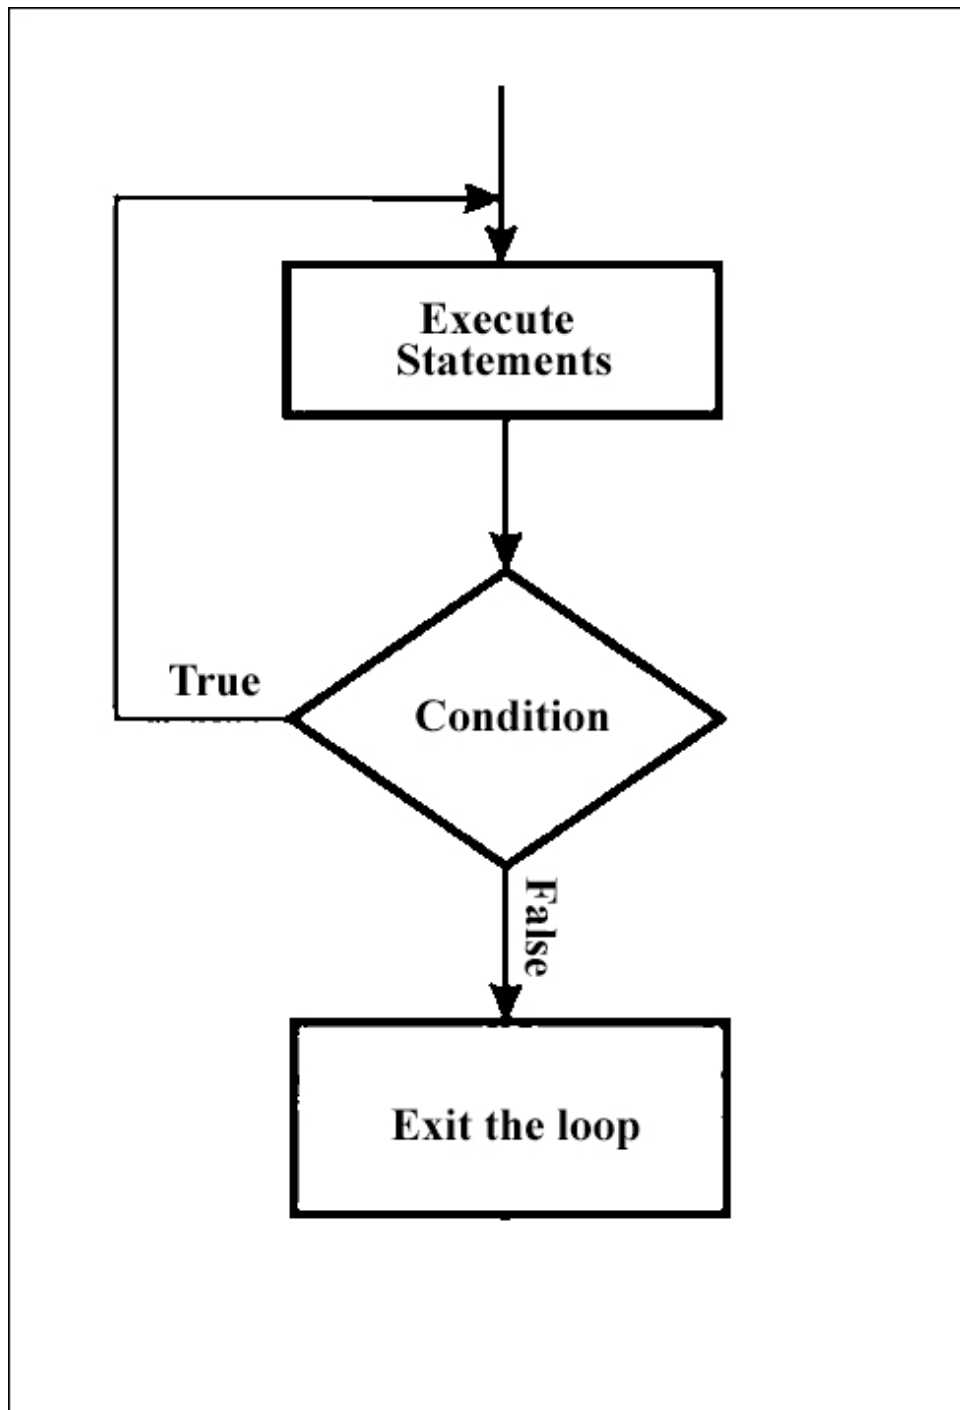 Execute
Statements
True
Condition
False
Exit the loop